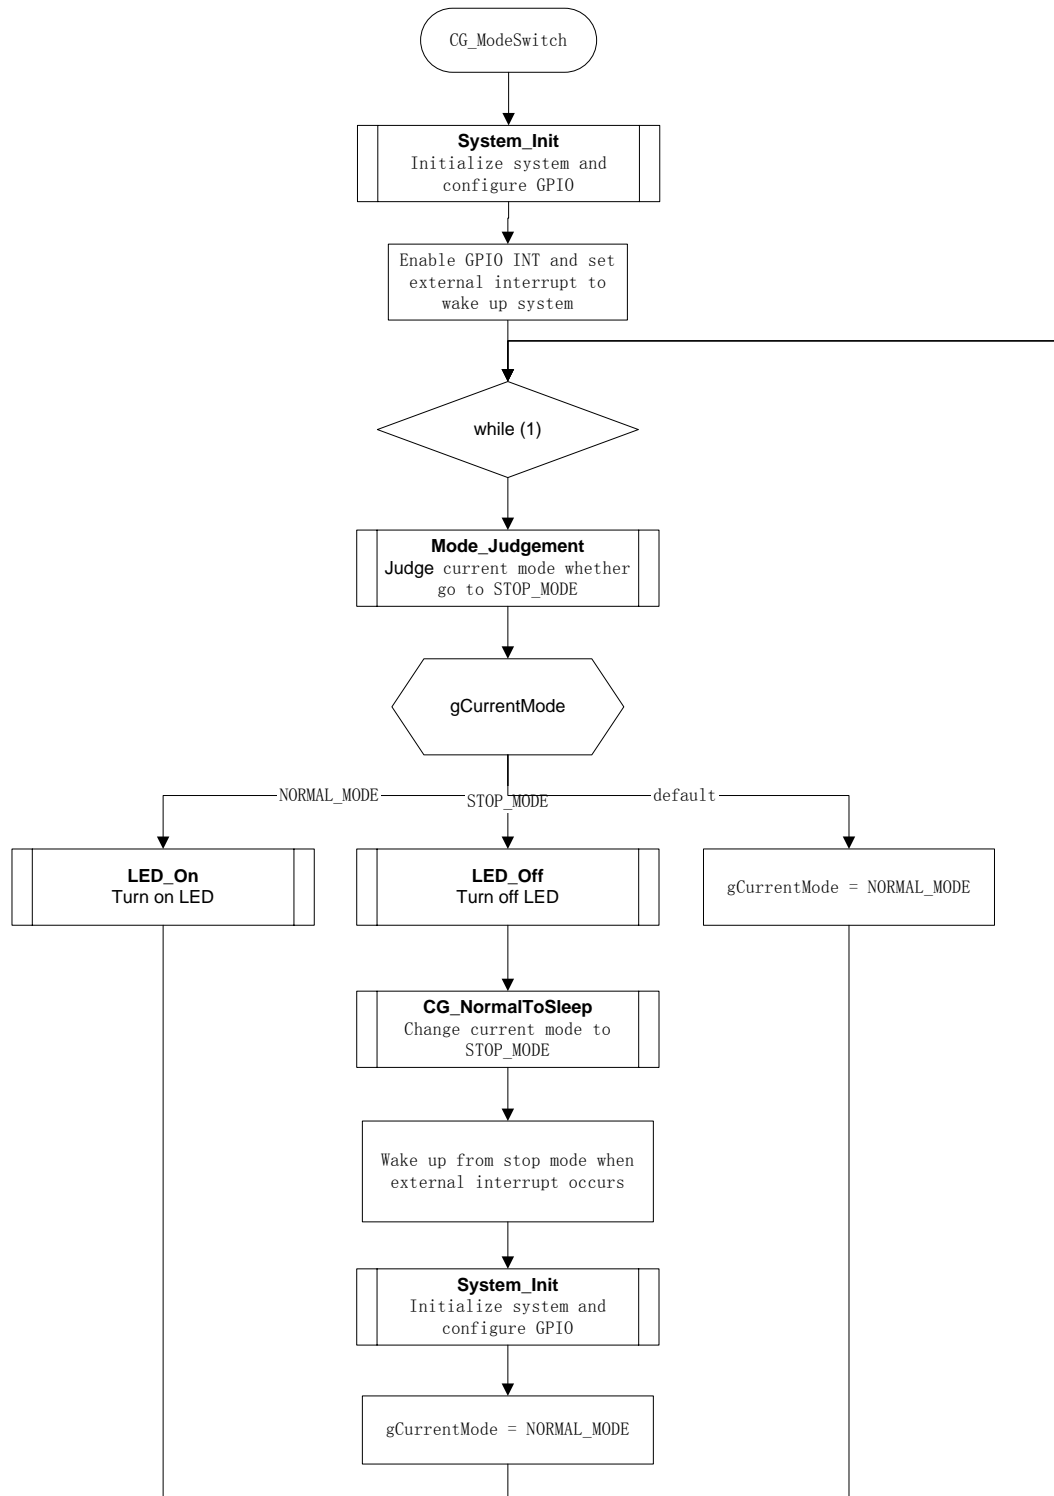 CG_ModeSwitch
System_Init
Initialize system and
configure GPIO
Enable GPIO INT and set
external interrupt to
wake up system
while (1)
Mode_Judgement
Judge current mode whether
go to STOP_MODE
gCurrentMode
NORMAL_MODE
STOP_MODE
default
LED_On
Turn on LED
LED_Off
Turn off LED
gCurrentMode = NORMAL_MODE
CG_NormalToSleep
Change current mode to
STOP_MODE
Wake up from stop mode when
external interrupt occurs
System_Init
Initialize system and
configure GPIO
gCurrentMode = NORMAL_MODE